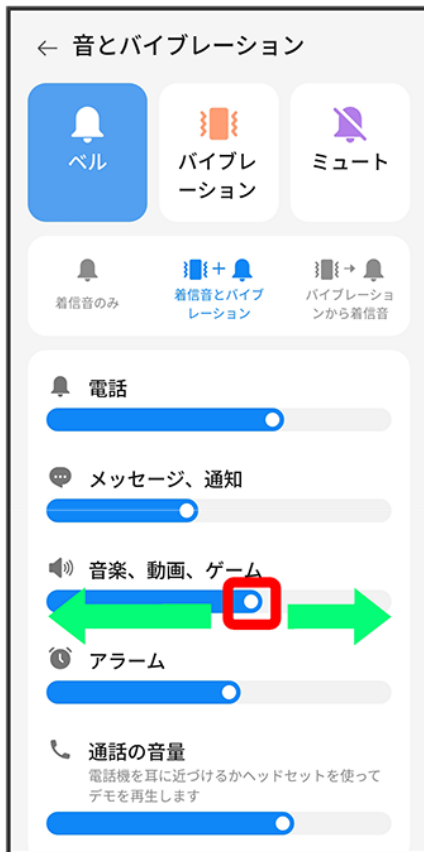 ← 音とバイブレーション
ベル
バイブレ
ーション
ミュート
着信音のみ
着信音とバイブ
レーション
バイブレーショ
ンから着信音
電話
メッセージ、通知
音楽、動画、ゲーム
アラーム
通話の音量
電話機を耳に近づけるかヘッドセットを使って
デモを再生します